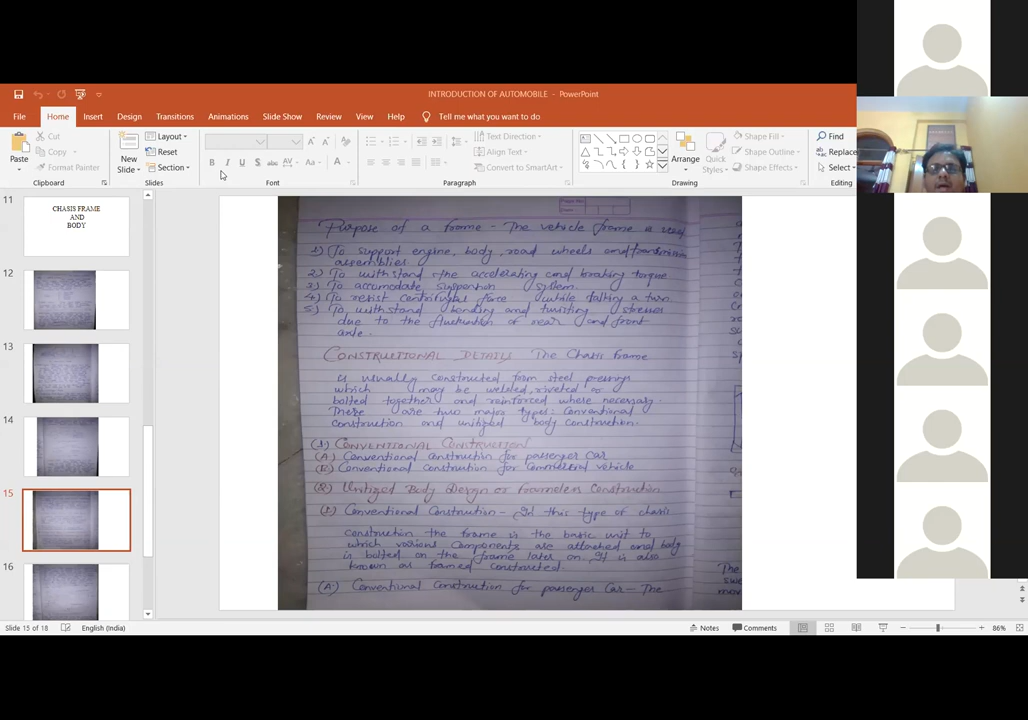 INTRODUCTION OF AUTOMOBILE - PowerPoint
File Home Insert Design Transitions Animations Slide Show Review View Help Tell me what you want to do
Cut
Copy
Format Painter
Paste
Clipboard
New
Slide
Layout
Reset
Section
Slides
B I U S abc AV Aa A
Font
Text Direction
Align Text
Convert to SmartArt
Paragraph
Arrange
Quick
Styles
Shape Fill
Shape Outline
Shape Effects
Drawing
Find
Replace
Select
Editing
11
CHASIS FRAME
AND
BODY
12
13
14
15
16
Purpose of a frame - The vehicle frame is used
1) To support engine, body, road wheels and transmission
assemblies.
2) To withstand the accelerating and braking torque
3) To accomodate suspension system.
4) To resist centrifugal force while taking a turn.
5) To withstand bending and twisting stresses
due to the fluctuation of rear and front
axle.
CONSTRUCTIONAL DETAILS The Chasis frame
is usually constructed from steel pressings
which may be welded, riveted or
bolted together and reinforced where necessary.
There are two major types: Conventional
construction and unitized body construction.
(1) CONVENTIONAL CONSTRUCTION
(A) Conventional construction for passenger Car
(B) Conventional construction for commercial vehicle
(2) Unitized Body Design or Frameless Construction
(1) Conventional Construction - In this type of chasis
construction the frame is the basic unit to
which various components are attached and body
is bolted on the frame later on. It is also
known as framed constructed.
(A) Conventional Construction for passenger Car - The
The
Slide 15 of 18 English (India) Notes Comments 86%